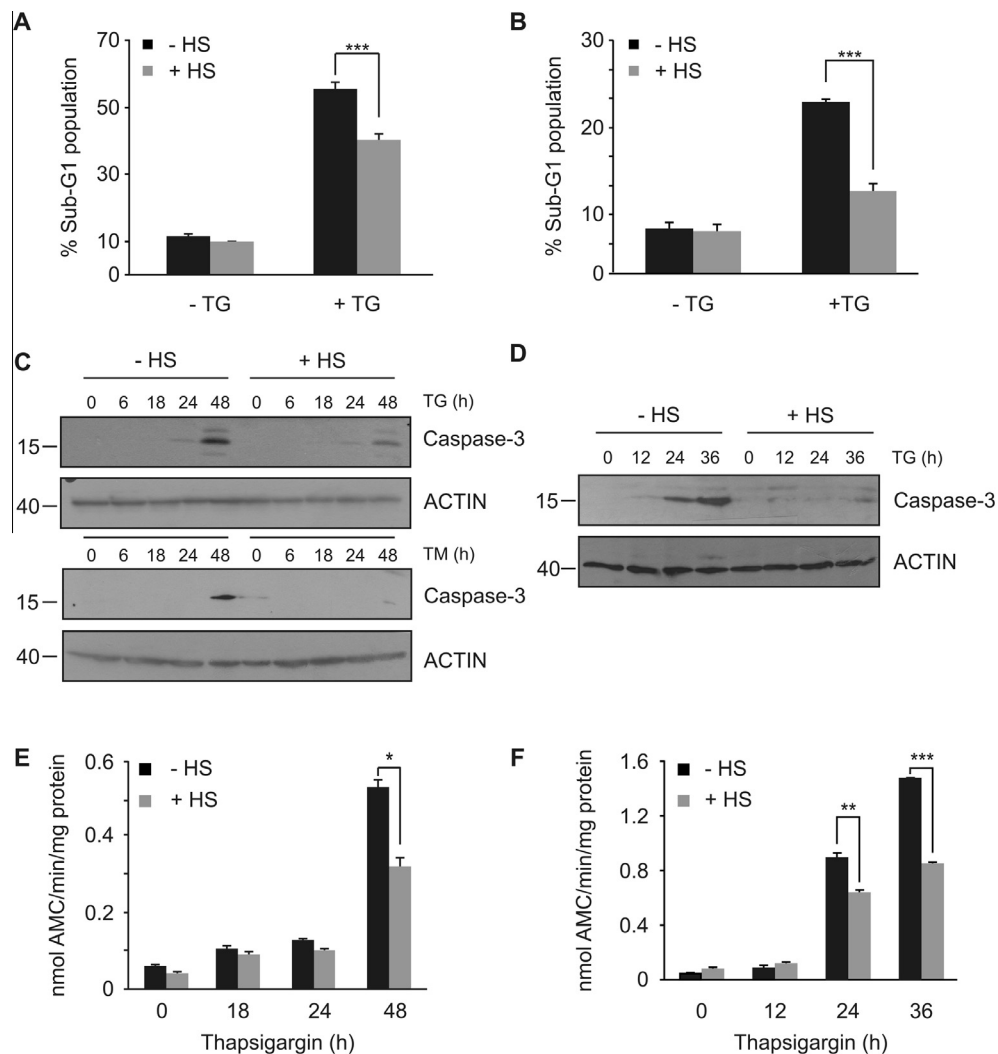 A
% Sub-G1 population
70
50
30
10
0
- HS
+ HS
***
- TG
+ TG
B
% Sub-G1 population
30
20
10
0
- HS
+ HS
***
- TG
+TG
C
- HS
+ HS
0 6 18 24 48 0 6 18 24 48 TG (h)
15
Caspase-3
40
ACTIN
0 6 18 24 48 0 6 18 24 48 TM (h)
15
Caspase-3
40
ACTIN
D
- HS
+ HS
0 12 24 36 0 12 24 36 TG (h)
15
Caspase-3
40
ACTIN
E
nmol AMC/min/mg protein
0.6
0.4
0.2
0
- HS
+ HS
*
0 18 24 48
Thapsigargin (h)
F
nmol AMC/min/mg protein
1.6
1.2
0.8
0.4
0
- HS
+ HS
**
***
0 12 24 36
Thapsigargin (h)